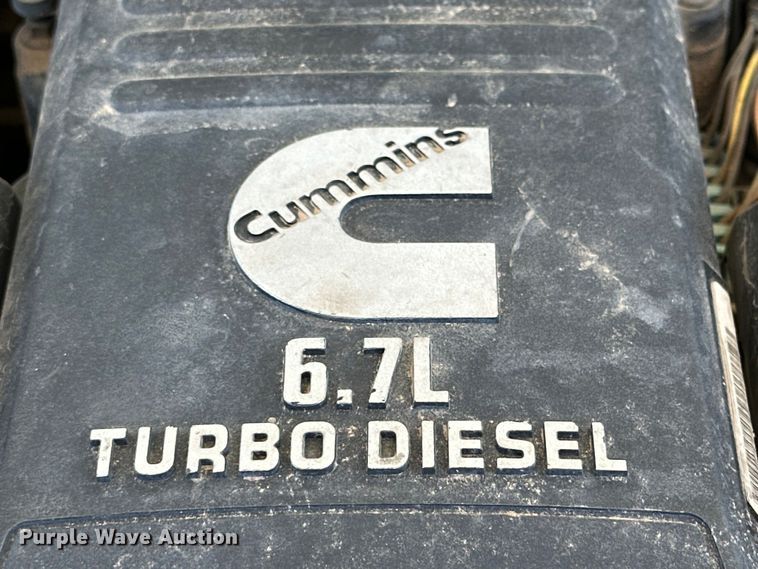 Cummins
6.7L
TURBO DIESEL
Purple Wave Auction®